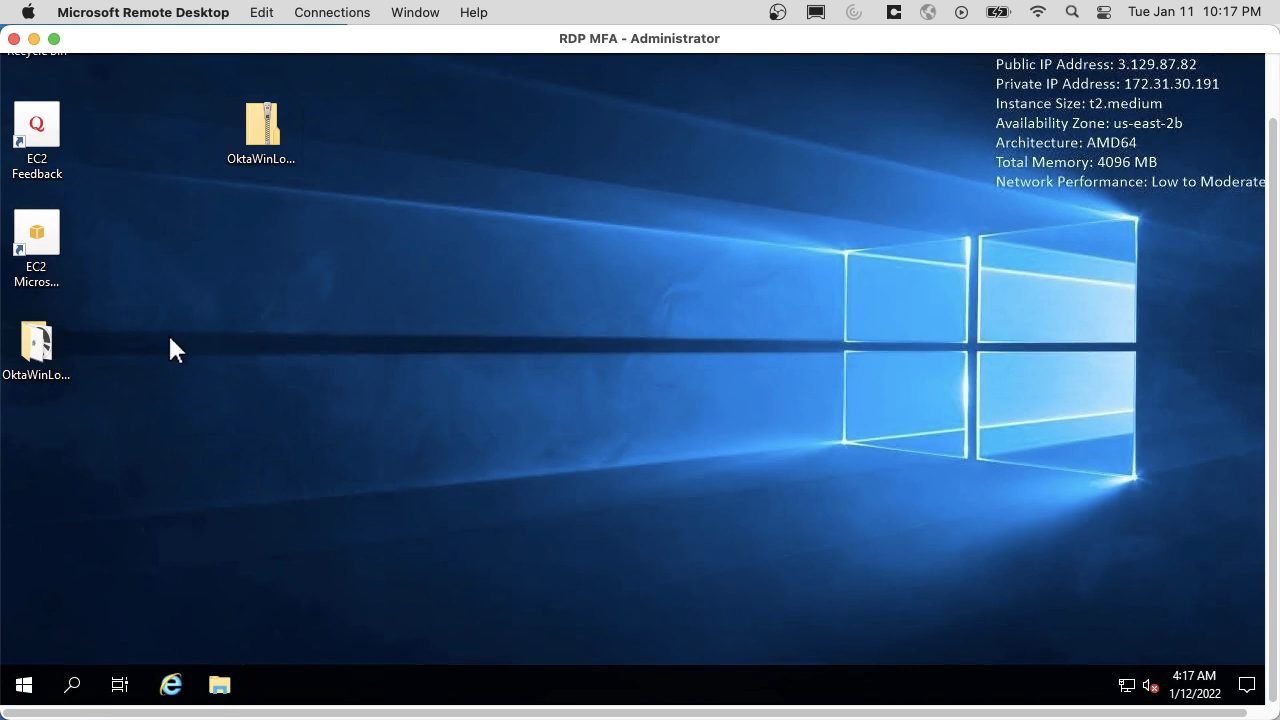 Microsoft Remote Desktop Edit Connections Window Help Tue Jan 11 10:17 PM
RDP MFA - Administrator
Recycle Bin
Public IP Address: 3.129.87.82
Private IP Address: 172.31.30.191
Instance Size: t2.medium
Availability Zone: us-east-2b
Architecture: AMD64
Total Memory: 4096 MB
Network Performance: Low to Moderate
EC2
Feedback
OktaWinLo...
EC2
Micros...
OktaWinLo...
4:17 AM
1/12/2022